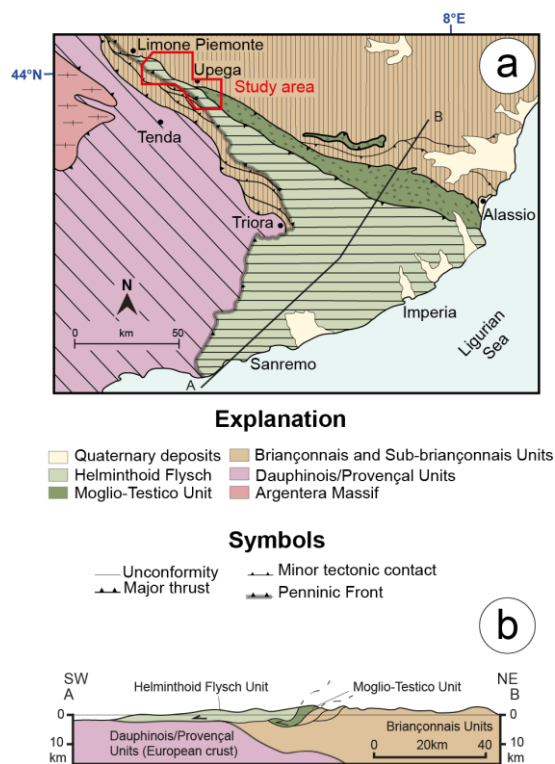 8°E
a
Limone Piemonte
44°N
Upega
Study area
B
Tenda
Alassio
Triora
N
0 km 50
Imperia
Ligurian
Sea
Sanremo
A
Explanation
Quaternary deposits
Briançonnais and Sub-briançonnais Units
Helminthoid Flysch
Dauphinois/Provençal Units
Moglio-Testico Unit
Argentera Massif
Symbols
Unconformity
Minor tectonic contact
Major thrust
Penninic Front
b
SW
NE
A
Helminthoid Flysch Unit
Moglio-Testico Unit
B
0
0
Dauphinois/Provençal
Briançonnais Units
10
Units (European crust)
0 20km 40
10
km
km